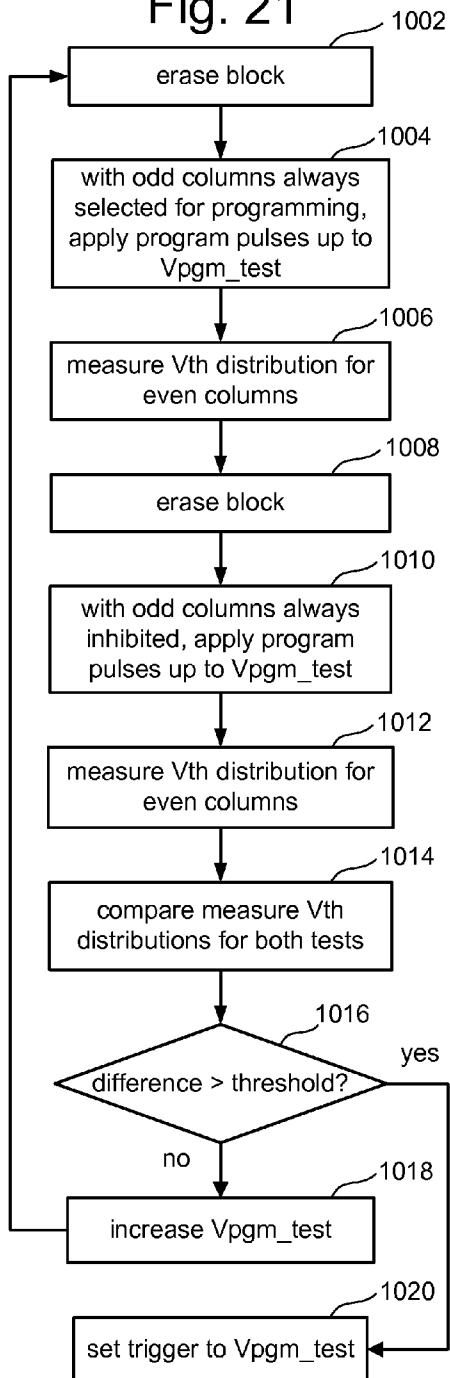 Fig. 21
1002
erase block
1004
with odd columns always
selected for programming,
apply program pulses up to
Vpgm_test
1006
measure Vth distribution for
even columns
1008
erase block
1010
with odd columns always
inhibited, apply program
pulses up to Vpgm_test
1012
measure Vth distribution for
even columns
1014
compare measure Vth
distributions for both tests
1016
difference > threshold?
yes
no
1018
increase Vpgm_test
1020
set trigger to Vpgm_test